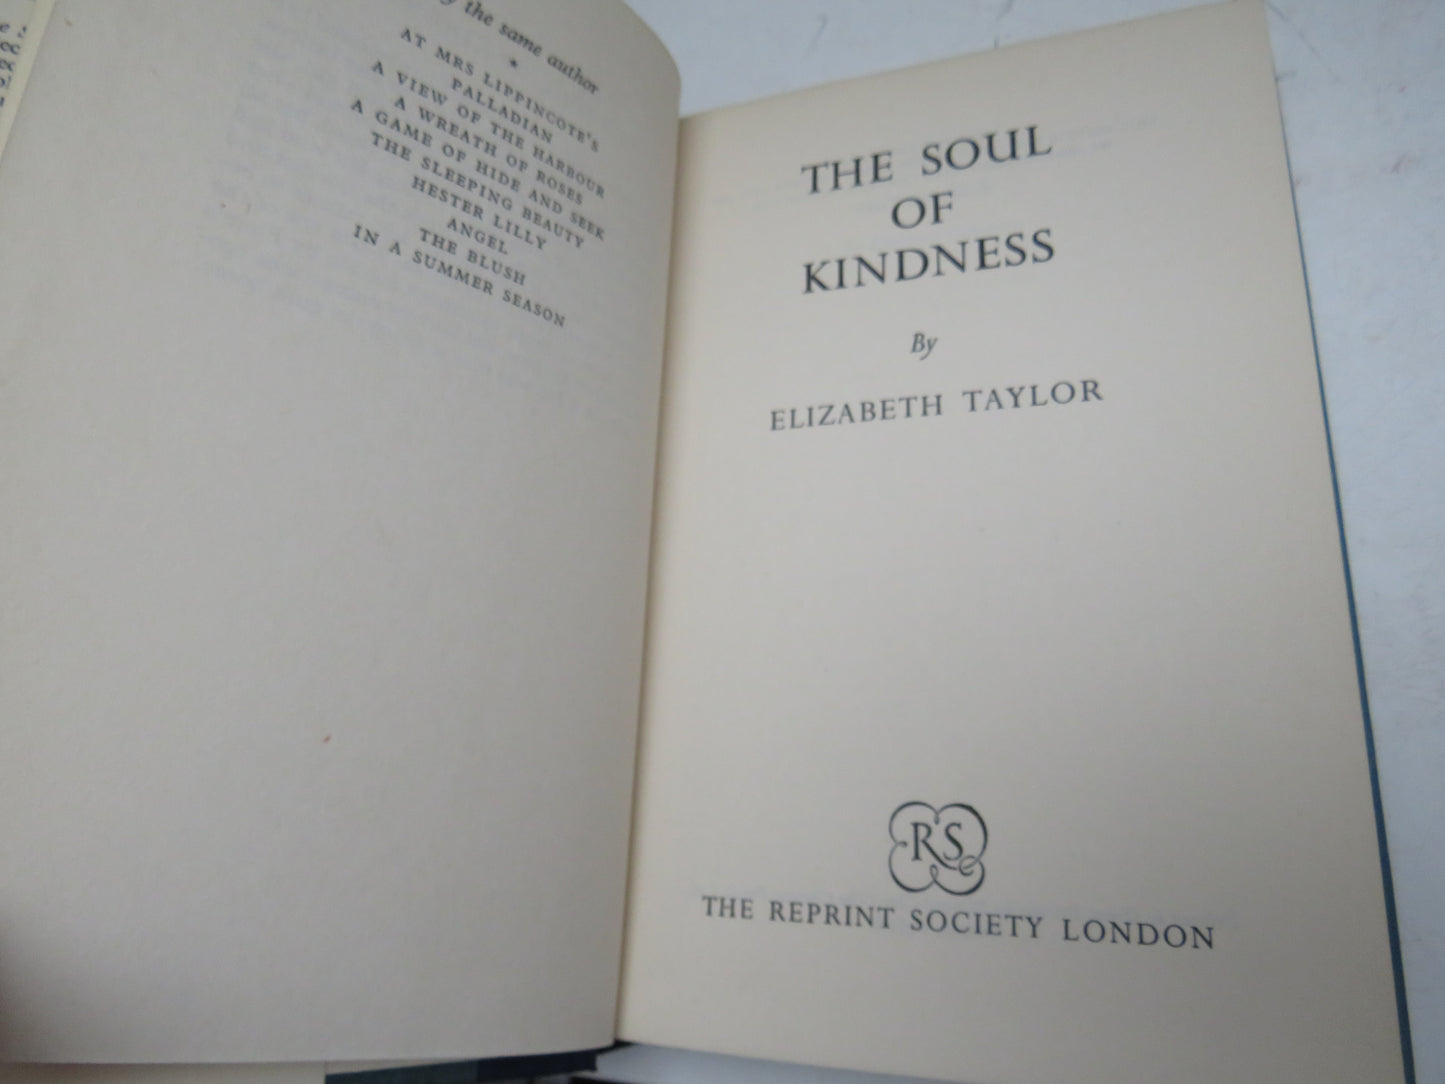 by the same author
*
AT MRS LIPPINCOTE'S
PALLADIAN
A VIEW OF THE HARBOUR
A WREATH OF ROSES
A GAME OF HIDE AND SEEK
THE SLEEPING BEAUTY
HESTER LILLY
ANGEL
THE BLUSH
IN A SUMMER SEASON
THE SOUL
OF
KINDNESS
By
ELIZABETH TAYLOR
RS
THE REPRINT SOCIETY LONDON